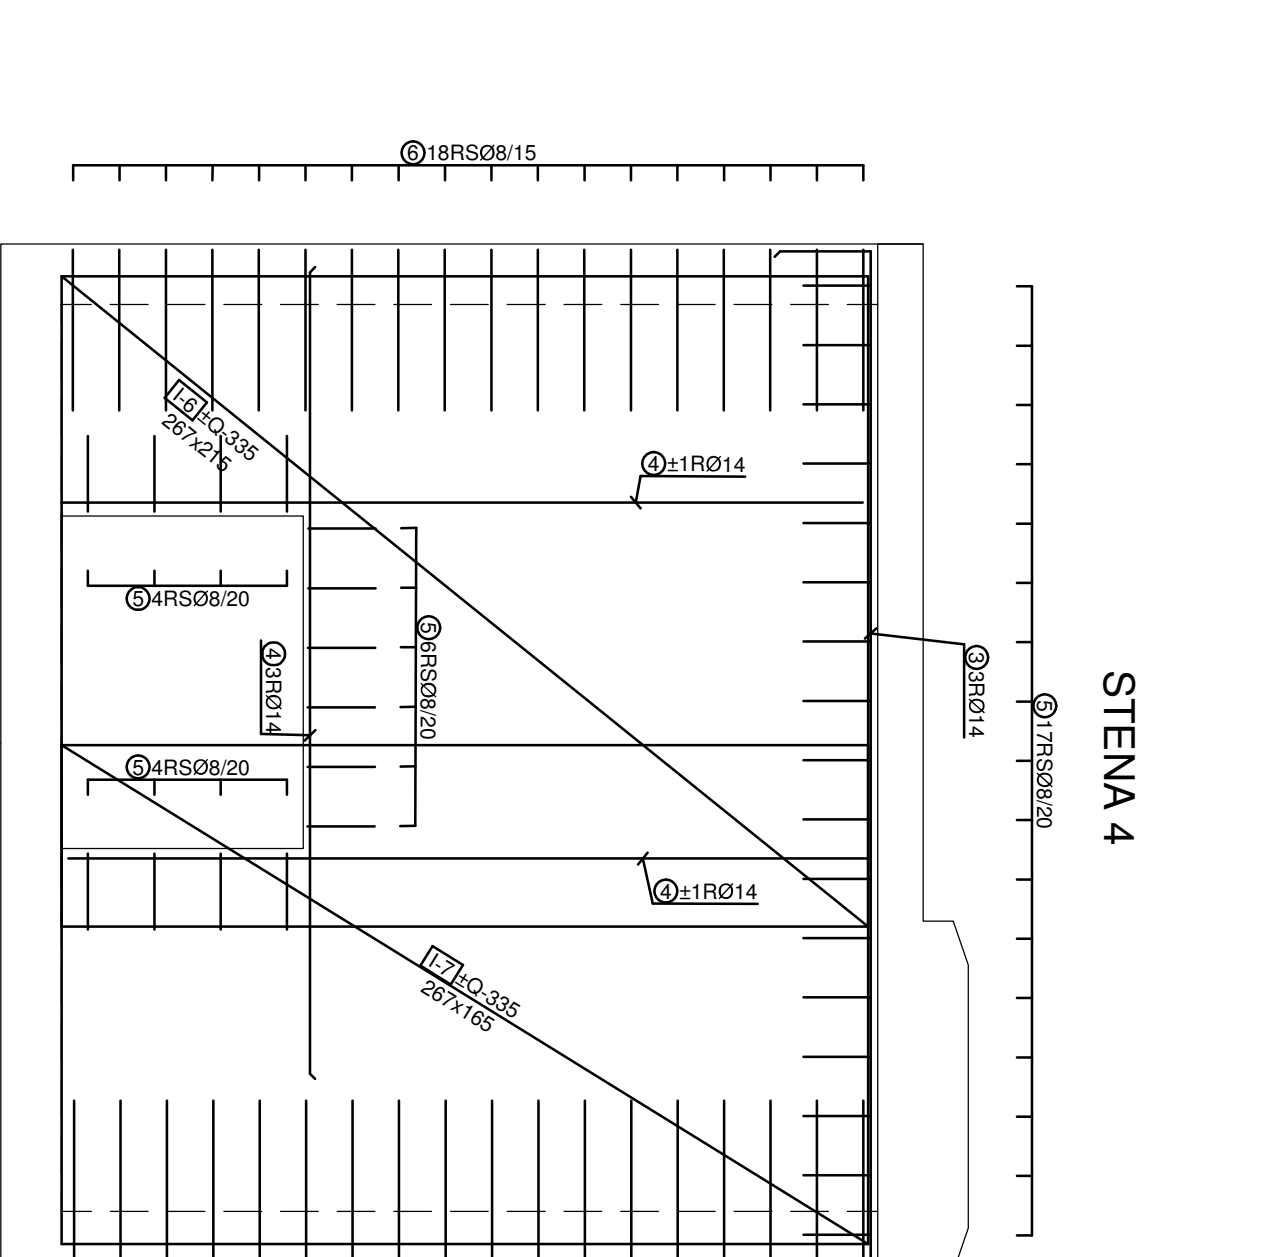 ⑥18RSØ8/15
I-6 ±Q-335
267x215
④±1RØ14
⑤4RSØ8/20
⑤6RSØ8/20
④3RØ14
③3RØ14
⑤17RSØ8/20
STENA 4
⑤4RSØ8/20
④±1RØ14
I-7 ±Q-335
267x165